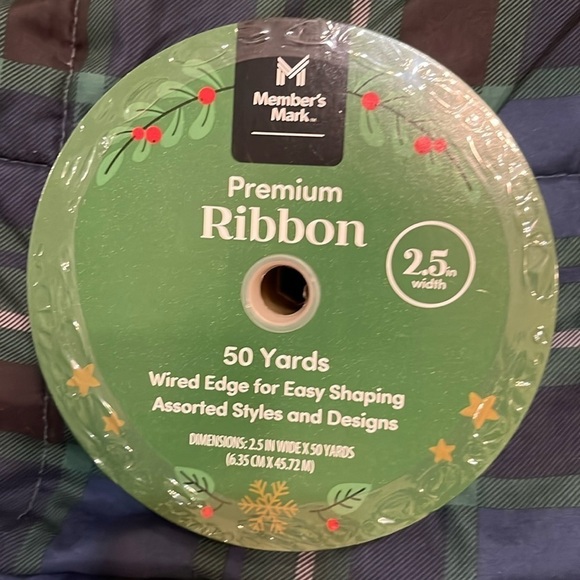 Member's
Mark™
Premium
Ribbon
2.5in
width
50 Yards
Wired Edge for Easy Shaping
Assorted Styles and Designs
DIMENSIONS: 2.5 IN WIDE X 50 YARDS
(6.35 CM X 45.72 M)